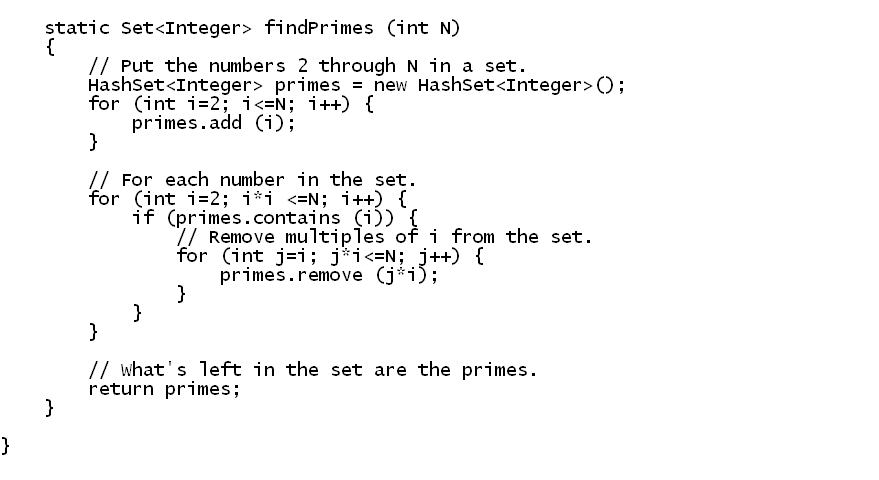 static Set<Integer> findPrimes (int N)
{
// Put the numbers 2 through N in a set.
HashSet<Integer> primes = new HashSet<Integer>();
for (int i=2; i<=N; i++) {
primes.add (i);
}
// For each number in the set.
for (int i=2; i*i <=N; i++) {
if (primes.contains (i)) {
// Remove multiples of i from the set.
for (int j=i; j*i<=N; j++) {
primes.remove (j*i);
}
}
}
// What's left in the set are the primes.
return primes;
}
}